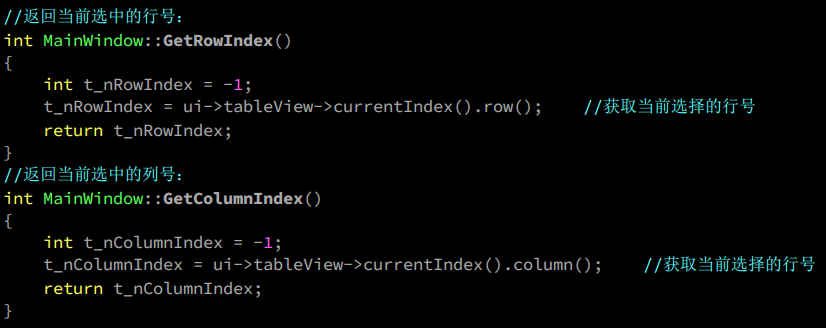 //返回当前选中的行号：
int MainWindow::GetRowIndex()
{
    int t_nRowIndex = -1;
    t_nRowIndex = ui->tableView->currentIndex().row();    //获取当前选择的行号
    return t_nRowIndex;
}
//返回当前选中的列号：
int MainWindow::GetColumnIndex()
{
    int t_nColumnIndex = -1;
    t_nColumnIndex = ui->tableView->currentIndex().column();    //获取当前选择的行号
    return t_nColumnIndex;
}